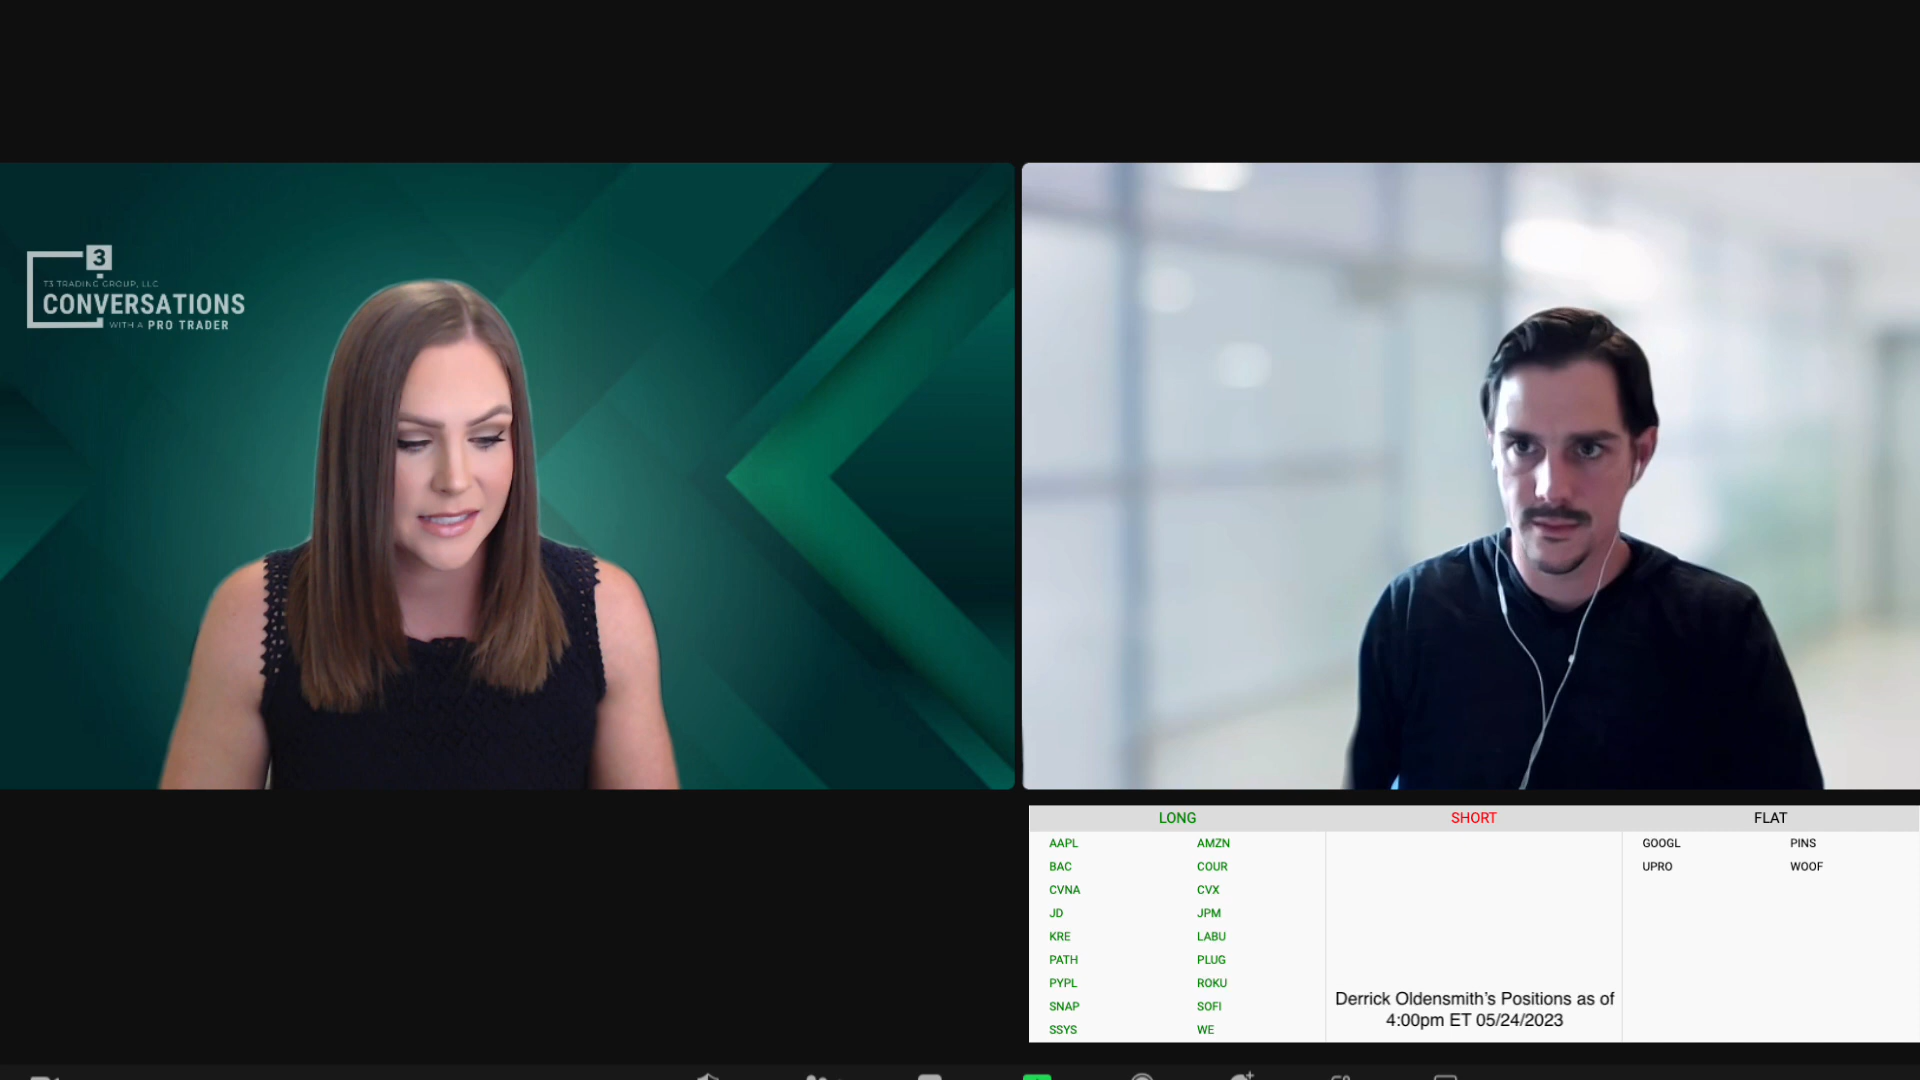 3
T3 TRADING GROUP, LLC
CONVERSATIONS
WITH A PRO TRADER
LONG SHORT FLAT
AAPL AMZN GOOGL PINS
BAC COUR UPRO WOOF
CVNA CVX
JD JPM
KRE LABU
PATH PLUG
PYPL ROKU
SNAP SOFI
SSYS WE
Derrick Oldensmith's Positions as of
4:00pm ET 05/24/2023